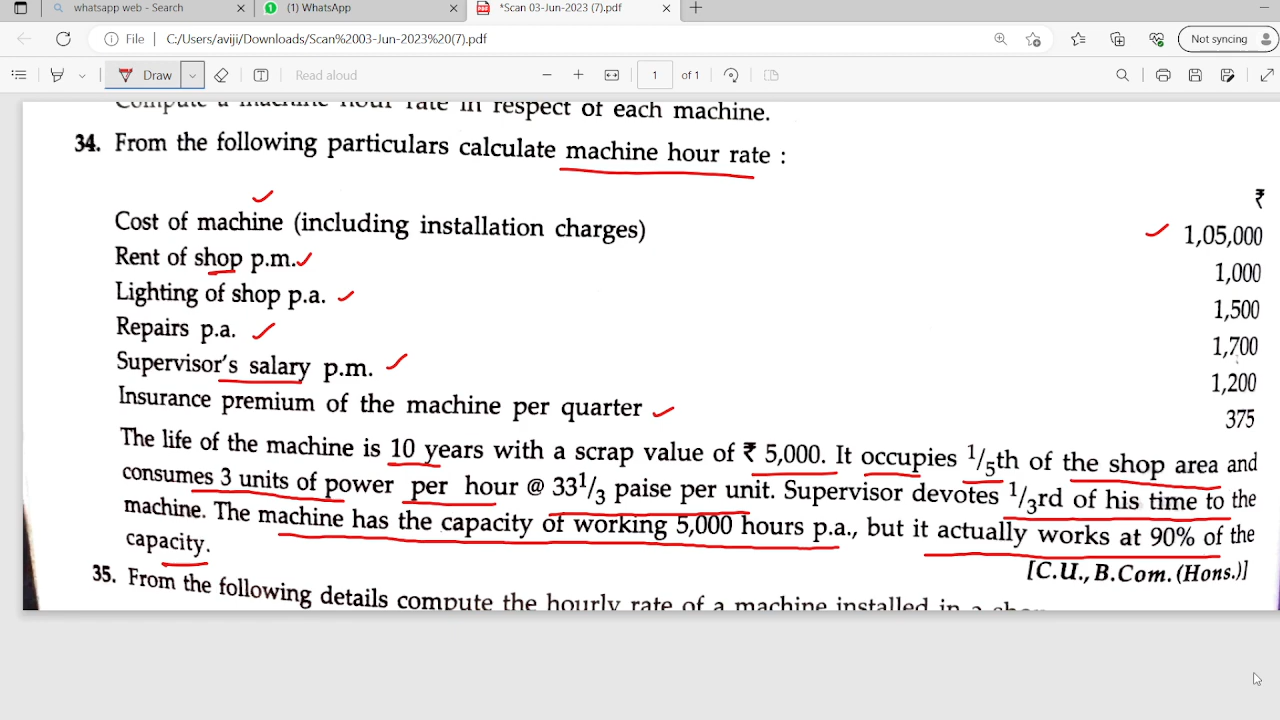 whatsapp web - Search
(1) WhatsApp
*Scan 03-Jun-2023 (7).pdf
File | C:/Users/aviji/Downloads/Scan%2003-Jun-2023%20(7).pdf
Not syncing
Draw
Read aloud
1 of 1
Compute a machine hour rate in respect of each machine.
34. From the following particulars calculate machine hour rate :
₹
Cost of machine (including installation charges) 1,05,000
Rent of shop p.m. 1,000
Lighting of shop p.a. 1,500
Repairs p.a. 1,700
Supervisor's salary p.m. 1,200
Insurance premium of the machine per quarter 375
The life of the machine is 10 years with a scrap value of ₹ 5,000. It occupies 1/5th of the shop area and
consumes 3 units of power per hour @ 33 1/3 paise per unit. Supervisor devotes 1/3rd of his time to the
machine. The machine has the capacity of working 5,000 hours p.a., but it actually works at 90% of the
capacity.
[C.U., B.Com. (Hons.)]
35. From the following details compute the hourly rate of a machine installed in a shop